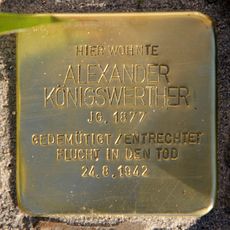 HIER WOHNTE
ALEXANDER
KÖNIGSWERTHER
JG. 1877
GEDEMÜTIGT / ENTRECHTET
FLUCHT IN DEN TOD
24.8.1942